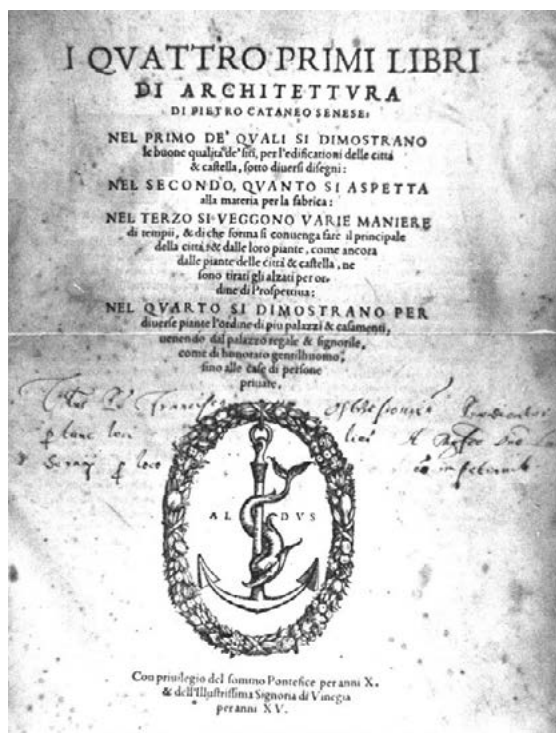 I QVATTRO PRIMI LIBRI
DI ARCHITETTVRA
DI PIETRO CATANEO SENESE:
NEL PRIMO DE' QVALI SI DIMOSTRANO
le buone qualità de' siti, per l'edificationi delle città
& castella, sotto diuersi disegni:
NEL SECONDO, QVANTO SI ASPETTA
alla materia per la fabrica:
NEL TERZO SI VEGGONO VARIE MANIERE
di tempii, & di che forma si conuenga fare il principale
della città, & dalle loro piante, come ancora
dalle piante delle città & castella, ne
sono tirati gli alzati per or-
dine di Prospettiua:
NEL QVARTO SI DIMOSTRANO PER
diuerse piante l'ordine di piu palazzi & casamenti,
uenendo dal palazzo regale & signorile,
come di honorato gentilhuomo,
sino alle case di persone
priuate.
loci
loco
AL DVS
Con priuilegio del sommo Pontefice per anni X.
& dell'Illustrissima Signoria di Vinegia
per anni XV.